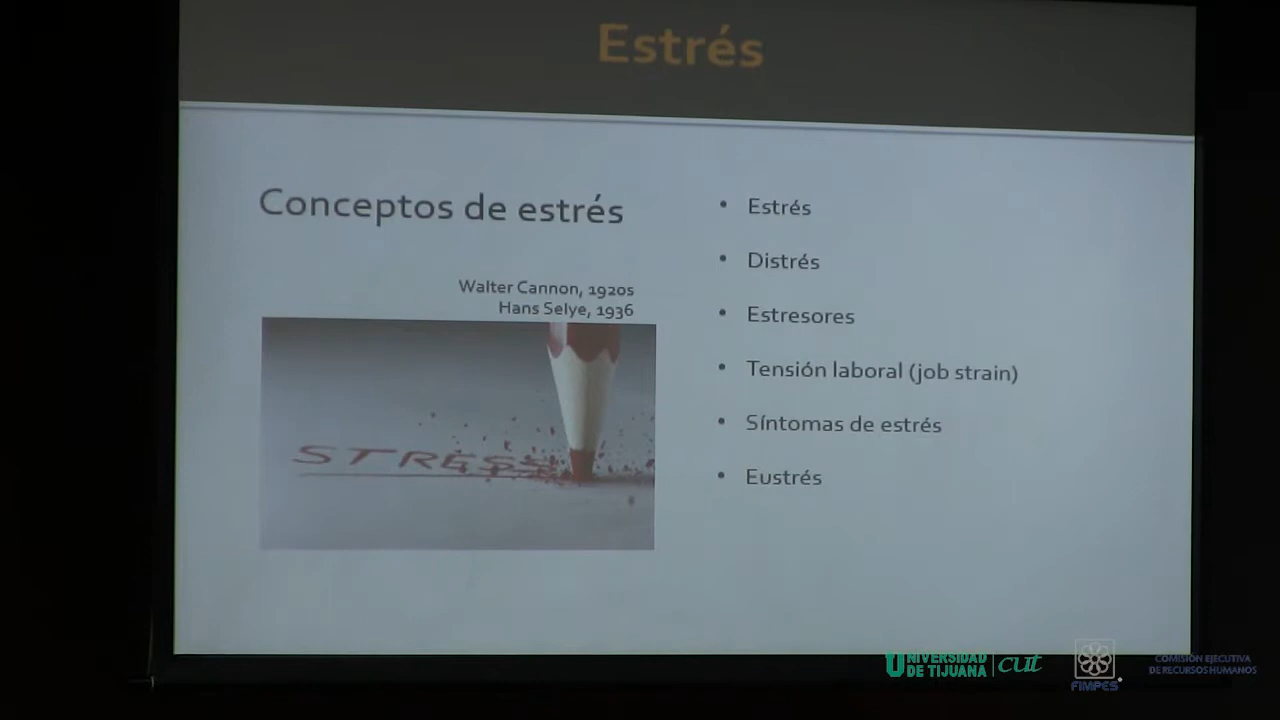 Estrés
Conceptos de estrés
Walter Cannon, 1920s
Hans Selye, 1936
STRESS
• Estrés
• Distrés
• Estresores
• Tensión laboral (job strain)
• Síntomas de estrés
• Eustrés
UNIVERSIDAD
DE TIJUANA
cut
FIMPES
COMISIÓN EJECUTIVA
DE RECURSOS HUMANOS